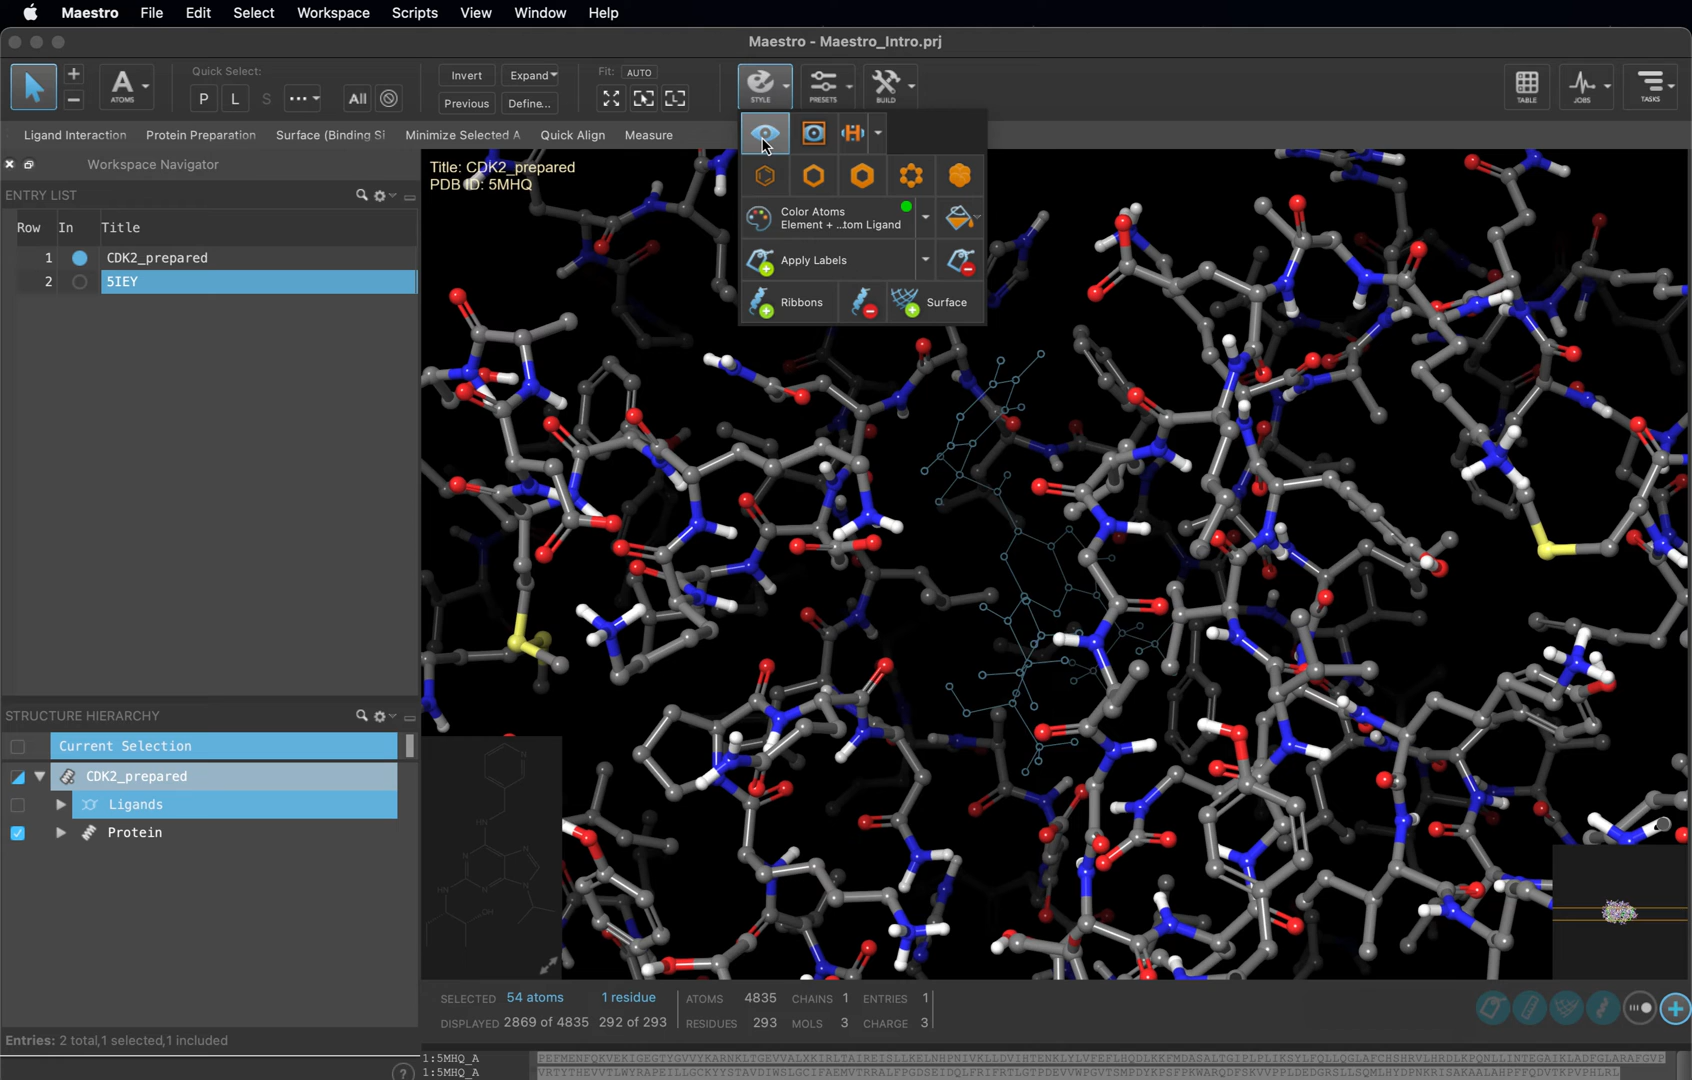 Maestro File Edit Select Workspace Scripts View Window Help
Maestro - Maestro_Intro.prj
Quick Select: Invert Expand Fit: AUTO
A
ATOMS
P L S ... All
Previous Define...
STYLE PRESETS BUILD TABLE JOBS TASKS
Ligand Interaction Protein Preparation Surface (Binding Si Minimize Selected A Quick Align Measure
Workspace Navigator
ENTRY LIST
Row In Title
1 CDK2_prepared
2 5IEY
Title: CDK2_prepared
PDB ID: 5MHQ
H
Color Atoms
Element + ...tom Ligand
Apply Labels
Ribbons Surface
STRUCTURE HIERARCHY
Current Selection
CDK2_prepared
Ligands
Protein
N
HN
N N
N N
HN
OH
Entries: 2 total,1 selected,1 included
SELECTED 54 atoms 1 residue ATOMS 4835 CHAINS 1 ENTRIES 1
DISPLAYED 2869 of 4835 292 of 293 RESIDUES 293 MOLS 3 CHARGE 3
?
1:5MHQ_A
1:5MHQ_A